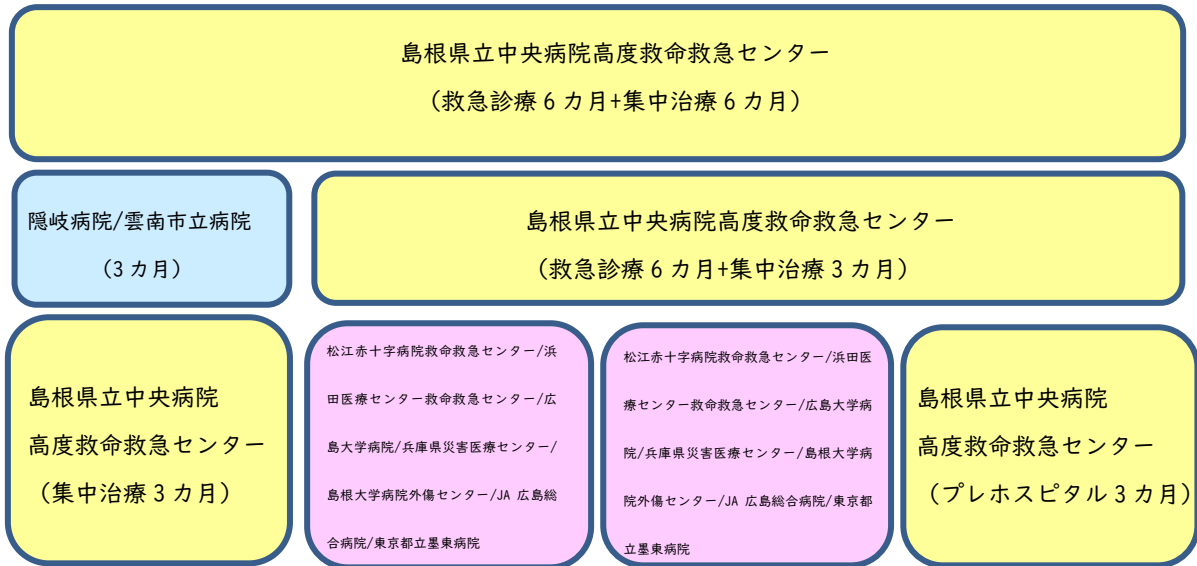 島根県立中央病院高度救命救急センター
（救急診療6カ月+集中治療6カ月）
隠岐病院/雲南市立病院
（3カ月）
島根県立中央病院高度救命救急センター
（救急診療6カ月+集中治療3カ月）
島根県立中央病院
高度救命救急センター
（集中治療3カ月）
松江赤十字病院救命救急センター/浜
田医療センター救命救急センター/広
島大学病院/兵庫県災害医療センター/
島根大学病院外傷センター/JA 広島総
合病院/東京都立墨東病院
松江赤十字病院救命救急センター/浜田医
療センター救命救急センター/広島大学病
院/兵庫県災害医療センター/島根大学病
院外傷センター/JA 広島総合病院/東京都
立墨東病院
島根県立中央病院
高度救命救急センター
（プレホスピタル3カ月）